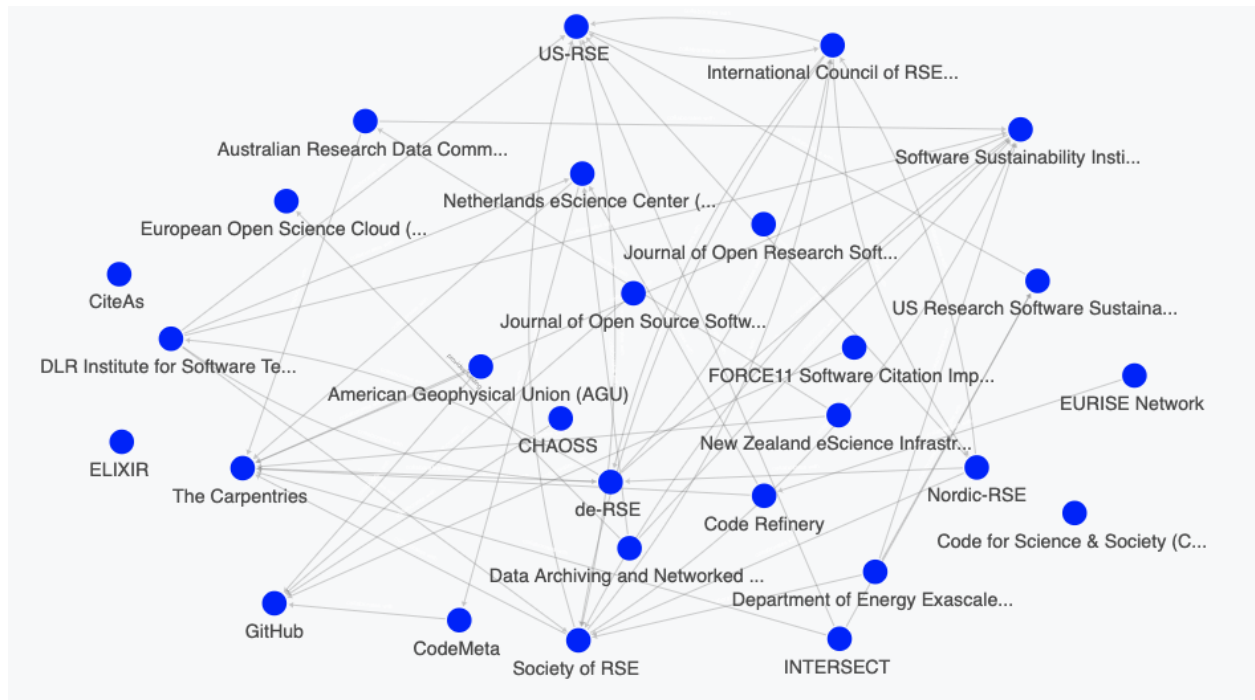 US-RSE
International Council of RSE...
Australian Research Data Comm...
Software Sustainability Insti...
Netherlands eScience Center (...
European Open Science Cloud (...
Journal of Open Research Soft...
CiteAs
US Research Software Sustaina...
Journal of Open Source Softw...
DLR Institute for Software Te...
FORCE11 Software Citation Imp...
American Geophysical Union (AGU)
EURISE Network
CHAOSS
New Zealand eScience Infrastr...
ELIXIR
The Carpentries
Nordic-RSE
de-RSE
Code Refinery
Code for Science & Society (C...
Data Archiving and Networked ...
Department of Energy Exascale...
GitHub
CodeMeta
Society of RSE
INTERSECT